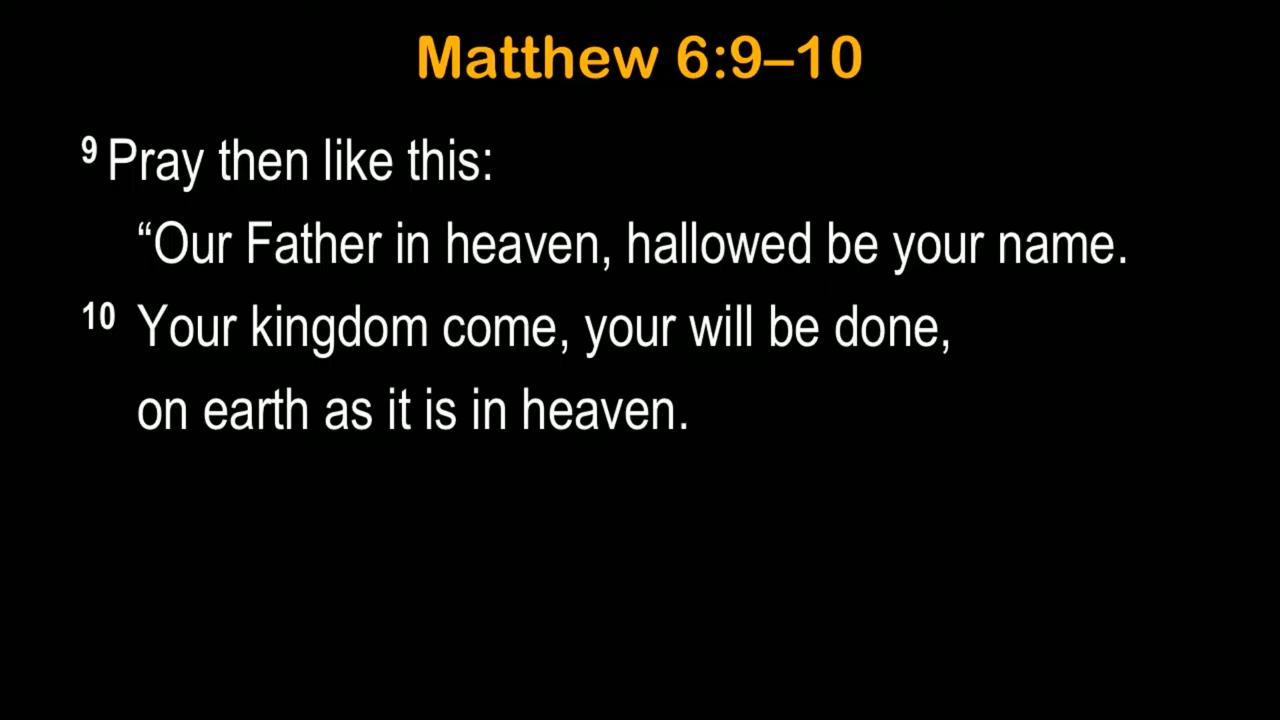 Matthew 6:9–10
9 Pray then like this:
“Our Father in heaven, hallowed be your name.
10 Your kingdom come, your will be done,
on earth as it is in heaven.